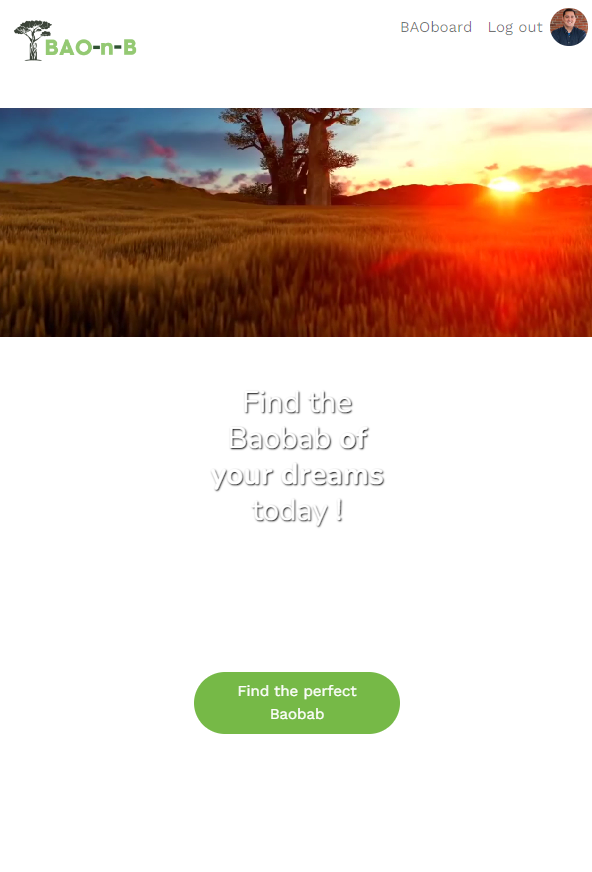 BAO-n-B
BAOboard Log out
Find the
Baobab of
your dreams
today !
Find the perfect
Baobab